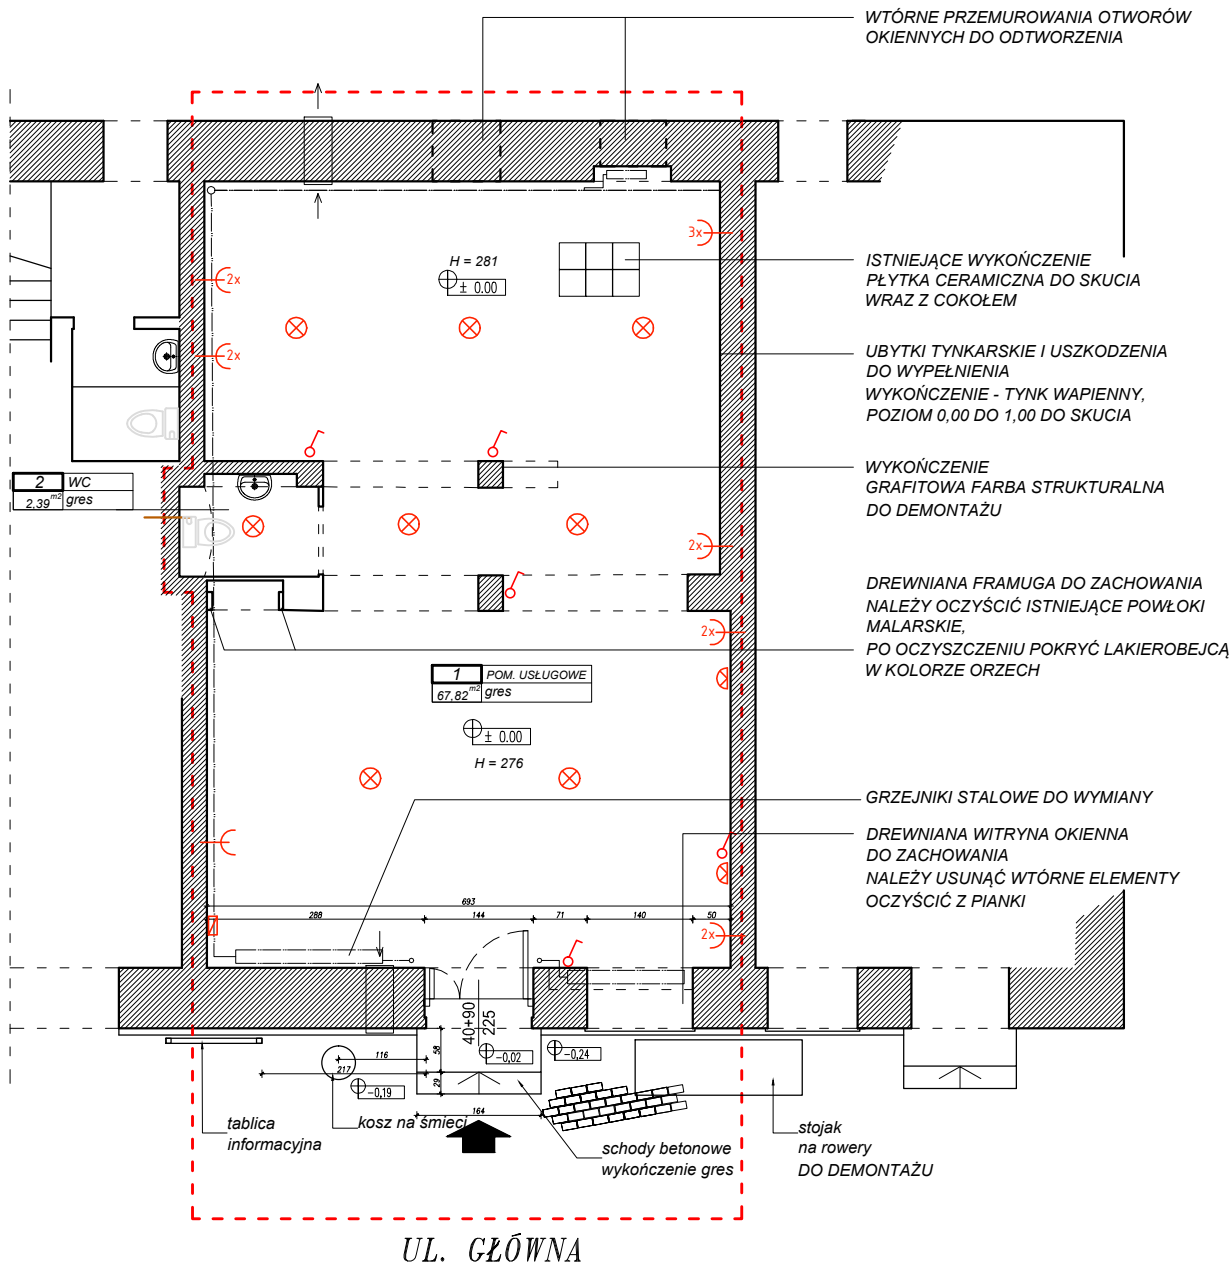 WTÓRNE PRZEMUROWANIA OTWORÓW
OKIENNYCH DO ODTWORZENIA
3x
H = 281
± 0.00
2x
2x
ISTNIEJĄCE WYKOŃCZENIE
PŁYTKA CERAMICZNA DO SKUCIA
WRAZ Z COKOŁEM
UBYTKI TYNKARSKIE I USZKODZENIA
DO WYPEŁNIENIA
WYKOŃCZENIE - TYNK WAPIENNY,
POZIOM 0,00 DO 1,00 DO SKUCIA
WYKOŃCZENIE
GRAFITOWA FARBA STRUKTURALNA
DO DEMONTAŻU
2 WC
2,39 m2 gres
2x
DREWNIANA FRAMUGA DO ZACHOWANIA
NALEŻY OCZYŚCIĆ ISTNIEJĄCE POWŁOKI
MALARSKIE,
PO OCZYSZCZENIU POKRYĆ LAKIEROBEJCĄ
W KOLORZE ORZECH
2x
1 POM. USŁUGOWE
67,82 m2 gres
± 0.00
H = 276
GRZEJNIKI STALOWE DO WYMIANY
DREWNIANA WITRYNA OKIENNA
DO ZACHOWANIA
NALEŻY USUNĄĆ WTÓRNE ELEMENTY
OCZYŚCIĆ Z PIANKI
693
288 144 71 140 50
2x
40+90
225
58
29
-0,02
-0,24
116
217
-0,19
164
tablica
informacyjna
kosz na śmieci
schody betonowe
wykończenie gres
stojak
na rowery
DO DEMONTAŻU
UL. GŁÓWNA